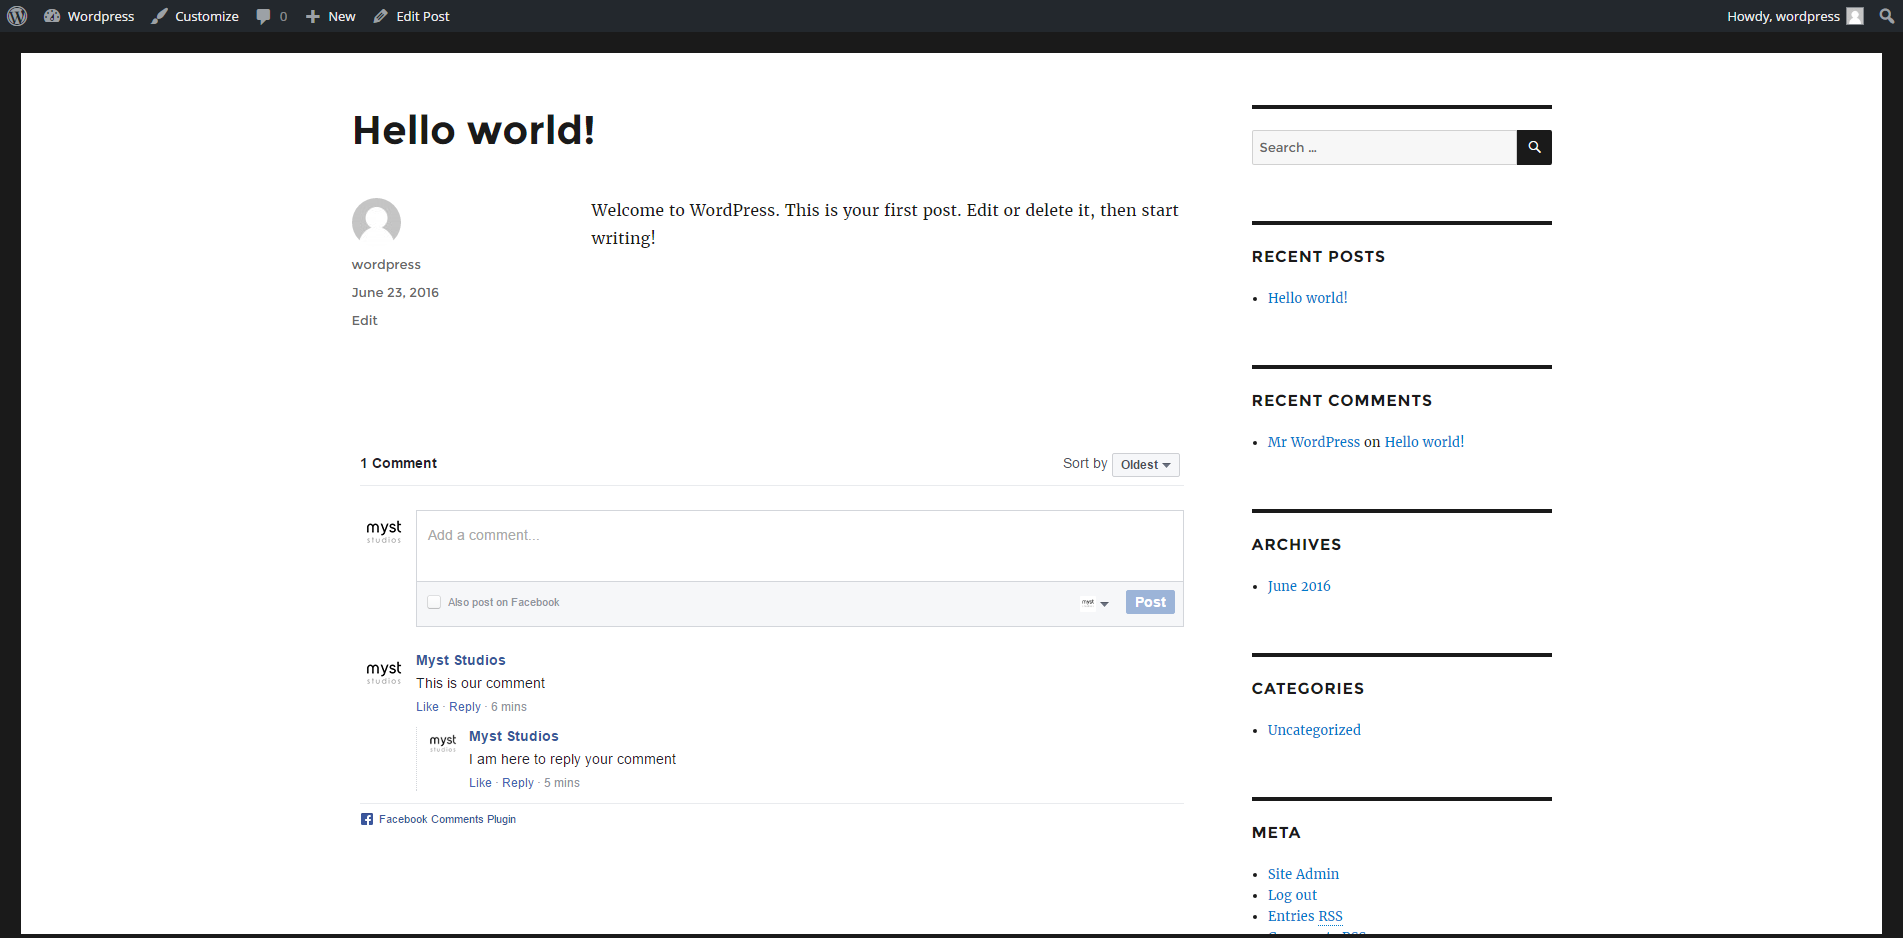 Wordpress Customize 0 New Edit Post Howdy, wordpress
Hello world!
wordpress
June 23, 2016
Edit
Welcome to WordPress. This is your first post. Edit or delete it, then start
writing!
1 Comment Sort by Oldest
myst
studios
Add a comment...
Also post on Facebook myst Post
myst
studios
Myst Studios
This is our comment
Like · Reply · 6 mins
myst
studios
Myst Studios
I am here to reply your comment
Like · Reply · 5 mins
Facebook Comments Plugin
Search …
RECENT POSTS
Hello world!
RECENT COMMENTS
Mr WordPress on Hello world!
ARCHIVES
June 2016
CATEGORIES
Uncategorized
META
Site Admin
Log out
Entries RSS